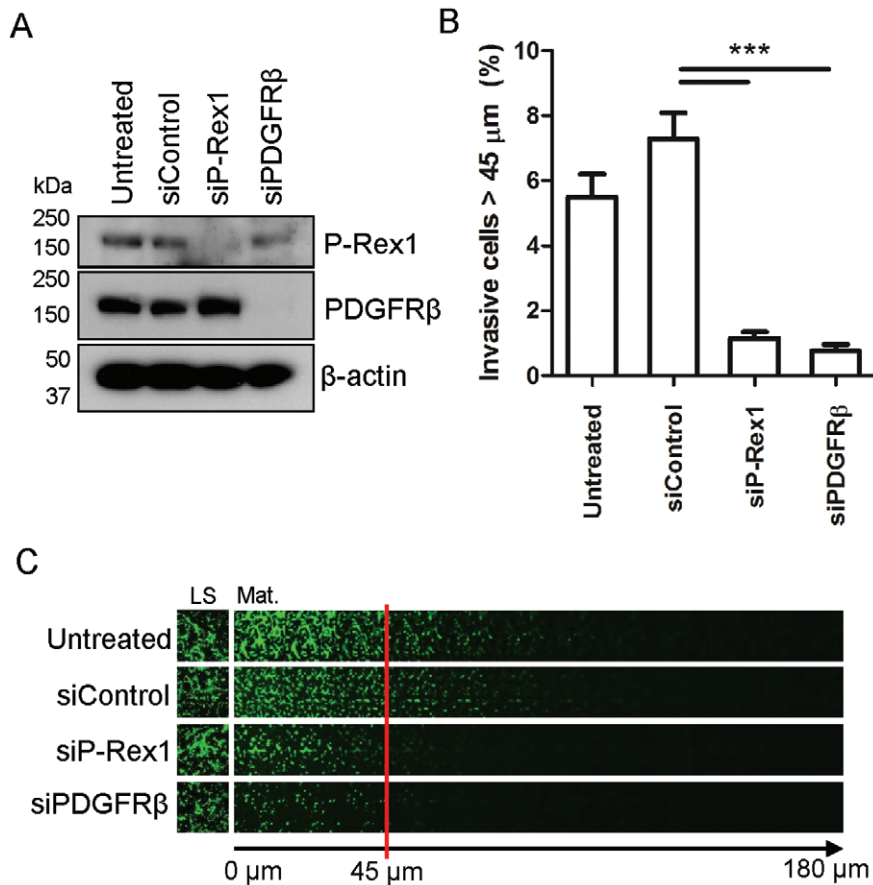 A
Untreated
siControl
siP-Rex1
siPDGFRβ
kDa
250
150
P-Rex1
250
150
PDGFRβ
50
37
β-actin
B
Invasive cells > 45 μm (%)
10
8
6
4
2
0
***
Untreated
siControl
siP-Rex1
siPDGFRβ
C
LS Mat.
Untreated
siControl
siP-Rex1
siPDGFRβ
0 μm 45 μm 180 μm